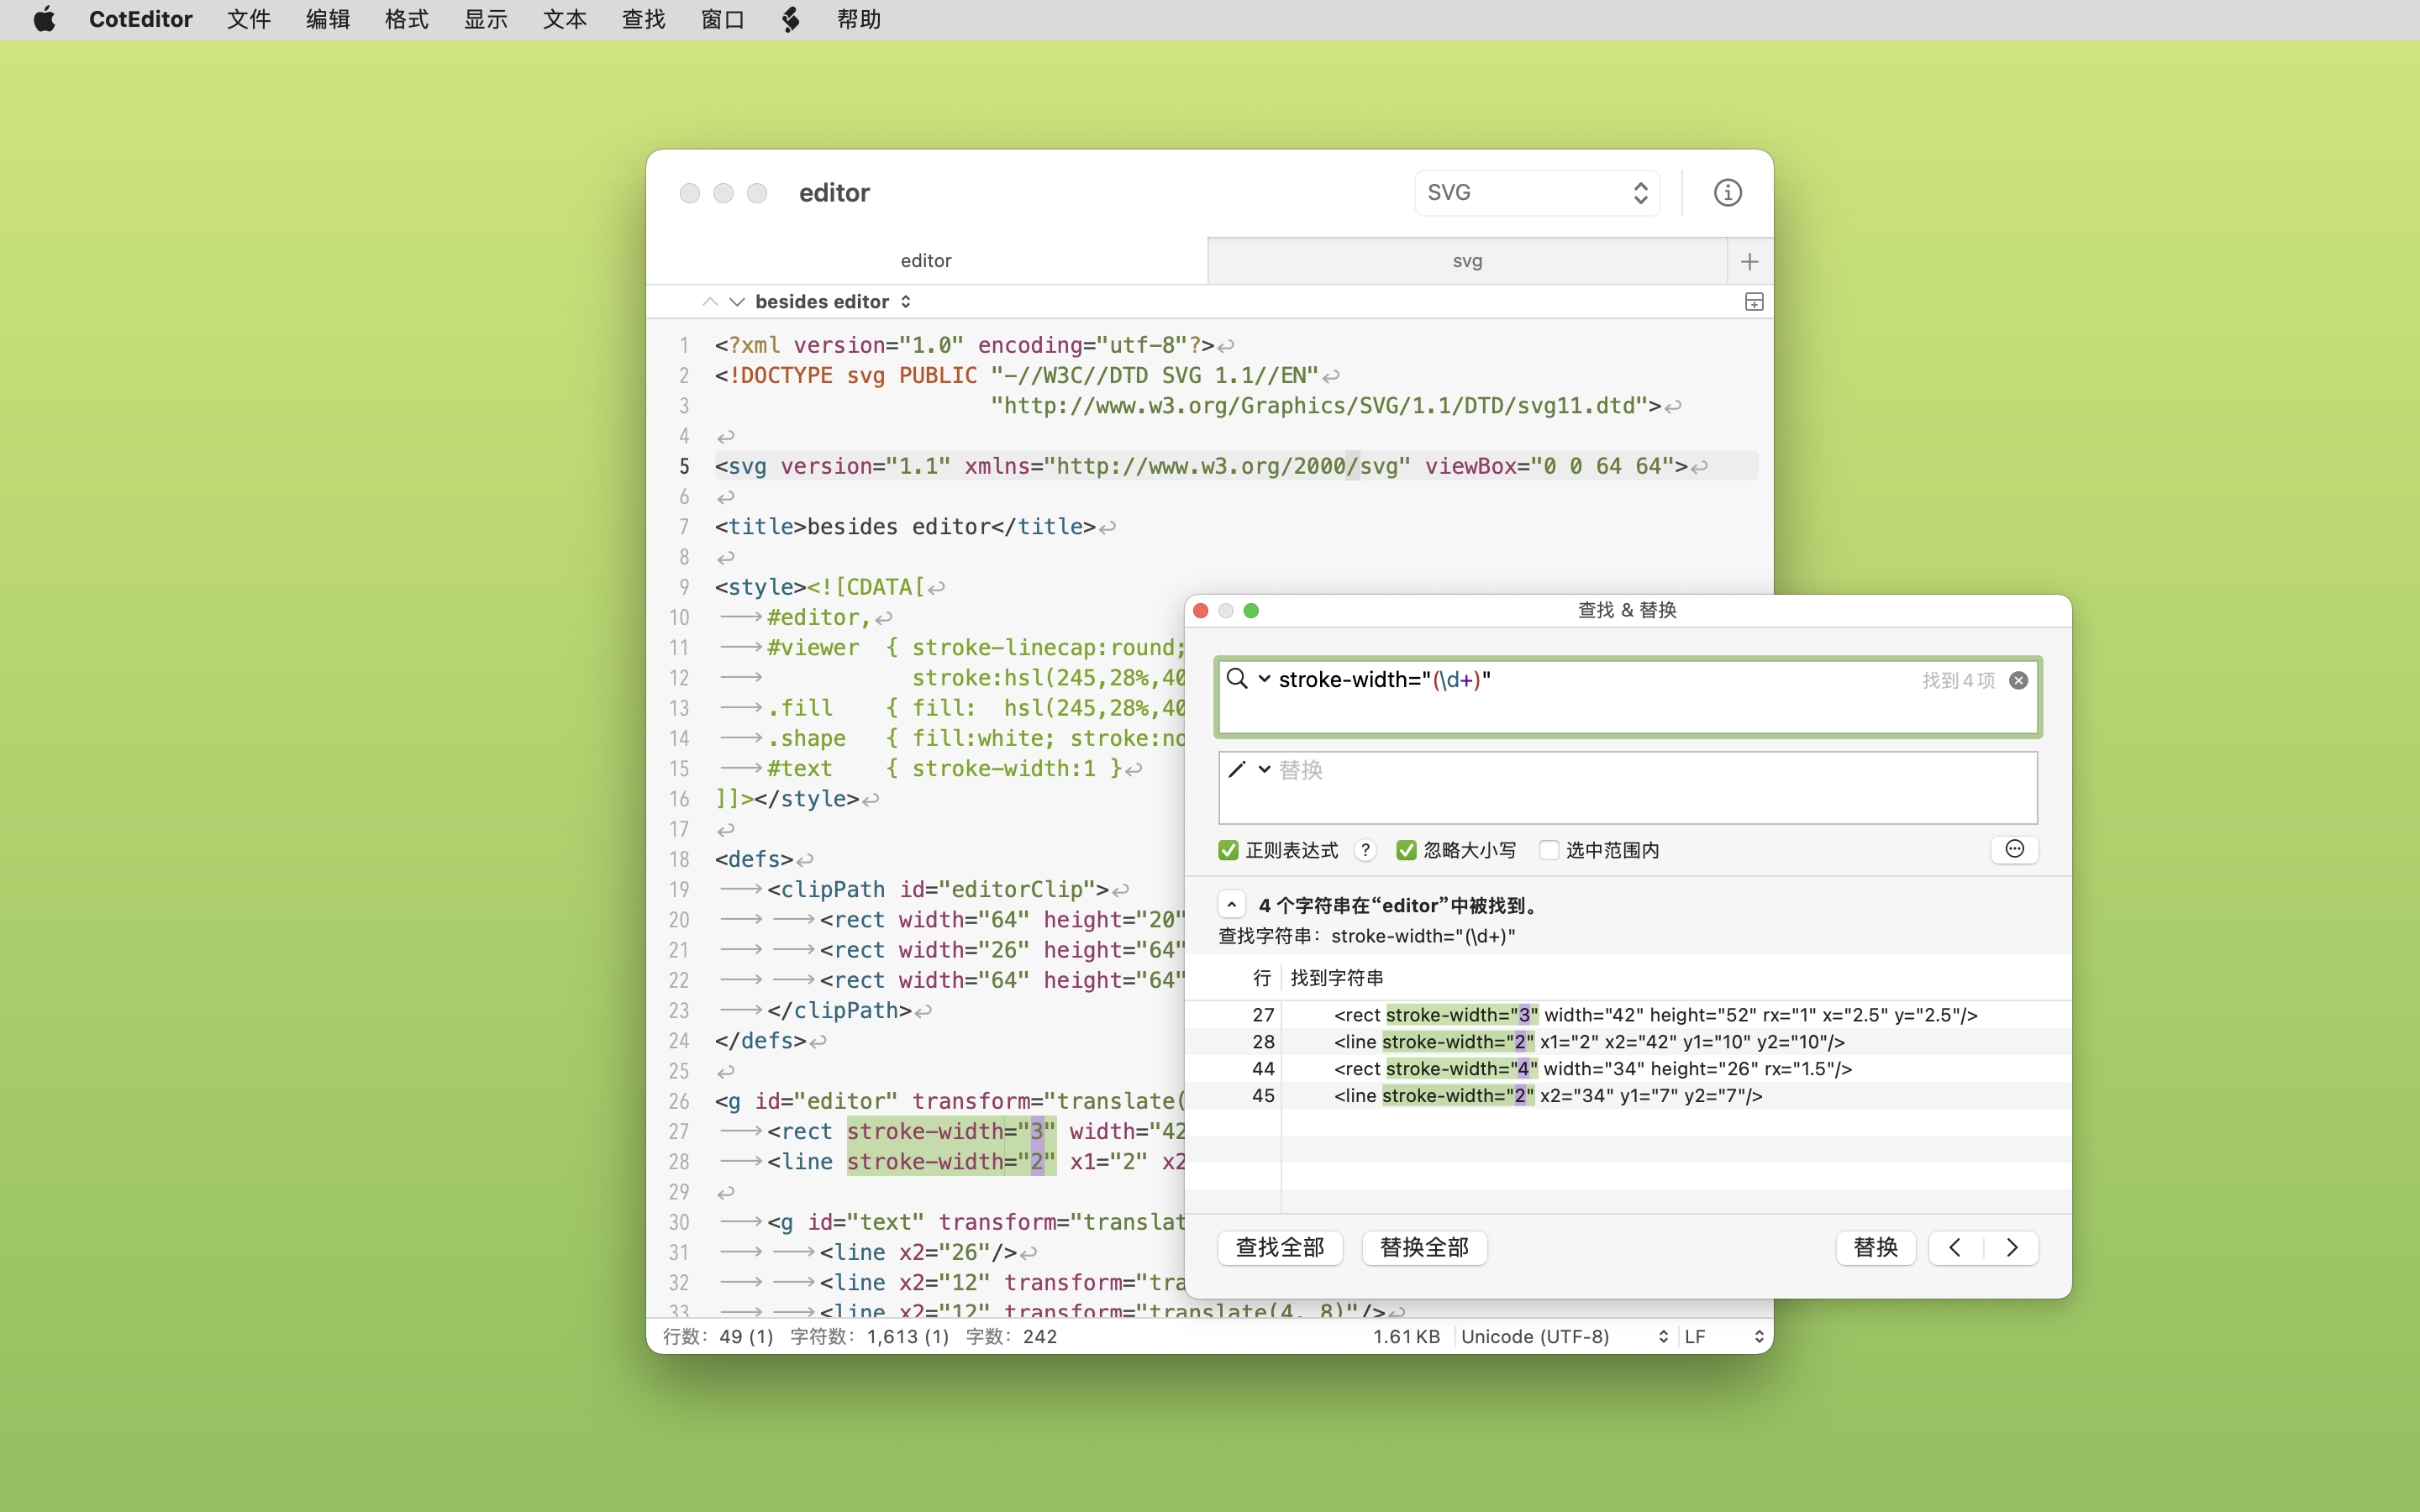 CotEditor 文件 编辑 格式 显示 文本 查找 窗口 帮助
editor
SVG
editor
svg
besides editor
1 <?xml version="1.0" encoding="utf-8"?>
2 <!DOCTYPE svg PUBLIC "-//W3C//DTD SVG 1.1//EN"
3 "http://www.w3.org/Graphics/SVG/1.1/DTD/svg11.dtd">
4
5 <svg version="1.1" xmlns="http://www.w3.org/2000/svg" viewBox="0 0 64 64">
6
7 <title>besides editor</title>
8
9 <style><![CDATA[
10 #editor,
11 #viewer { stroke-linecap:round;
12 stroke:hsl(245,28%,40
13 .fill { fill: hsl(245,28%,40
14 .shape { fill:white; stroke:no
15 #text { stroke-width:1 }
16 ]]></style>
17
18 <defs>
19 <clipPath id="editorClip">
20 <rect width="64" height="20"
21 <rect width="26" height="64"
22 <rect width="64" height="64"
23 </clipPath>
24 </defs>
25
26 <g id="editor" transform="translate(
27 <rect stroke-width="3" width="42
28 <line stroke-width="2" x1="2" x2
29
30 <g id="text" transform="translat
31 <line x2="26"/>
32 <line x2="12" transform="tra
33 <line x2="12" transform="translate(4, 8)"/>
行数: 49 (1) 字符数: 1,613 (1) 字数: 242
1.61 KB Unicode (UTF-8) LF
查找 & 替换
stroke-width="(\d+)"
找到 4 项
替换
正则表达式 ? 忽略大小写 选中范围内
4 个字符串在“editor”中被找到。
查找字符串: stroke-width="(\d+)"
行 找到字符串
27 <rect stroke-width="3" width="42" height="52" rx="1" x="2.5" y="2.5"/>
28 <line stroke-width="2" x1="2" x2="42" y1="10" y2="10"/>
44 <rect stroke-width="4" width="34" height="26" rx="1.5"/>
45 <line stroke-width="2" x2="34" y1="7" y2="7"/>
查找全部 替换全部 替换